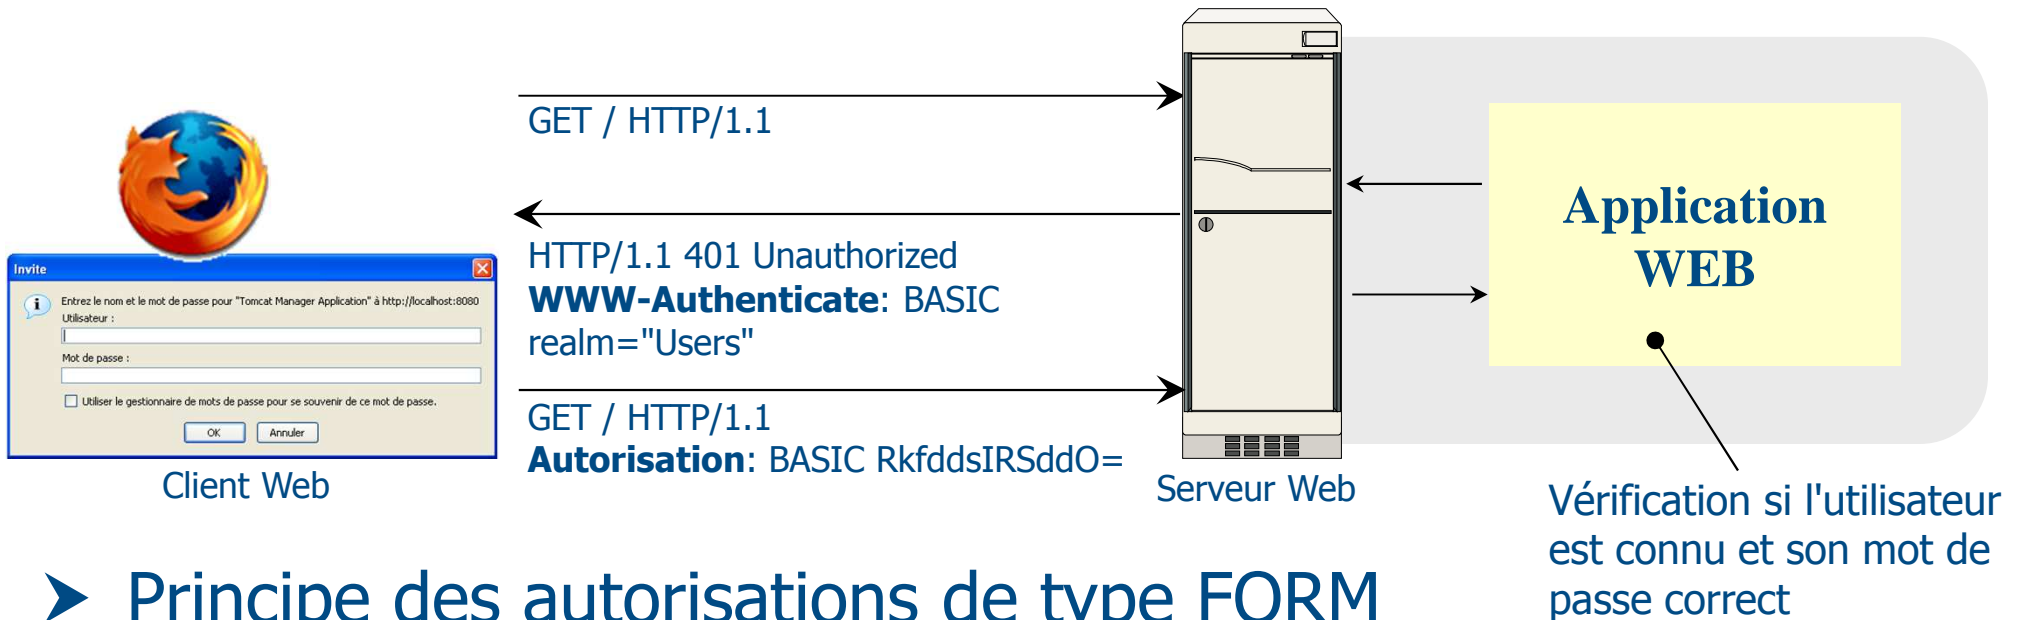 GET / HTTP/1.1
Application
WEB
HTTP/1.1 401 Unauthorized
WWW-Authenticate: BASIC
realm="Users"
Invite
Entrez le nom et le mot de passe pour "Tomcat Manager Application" à http://localhost:8080
Utilisateur :
Mot de passe :
Utiliser le gestionnaire de mots de passe pour se souvenir de ce mot de passe.
OK
Annuler
GET / HTTP/1.1
Autorisation: BASIC RkfddsIRSddO=
Client Web
Serveur Web
Vérification si l'utilisateur
est connu et son mot de
passe correct
Principe des autorisations de type FORM